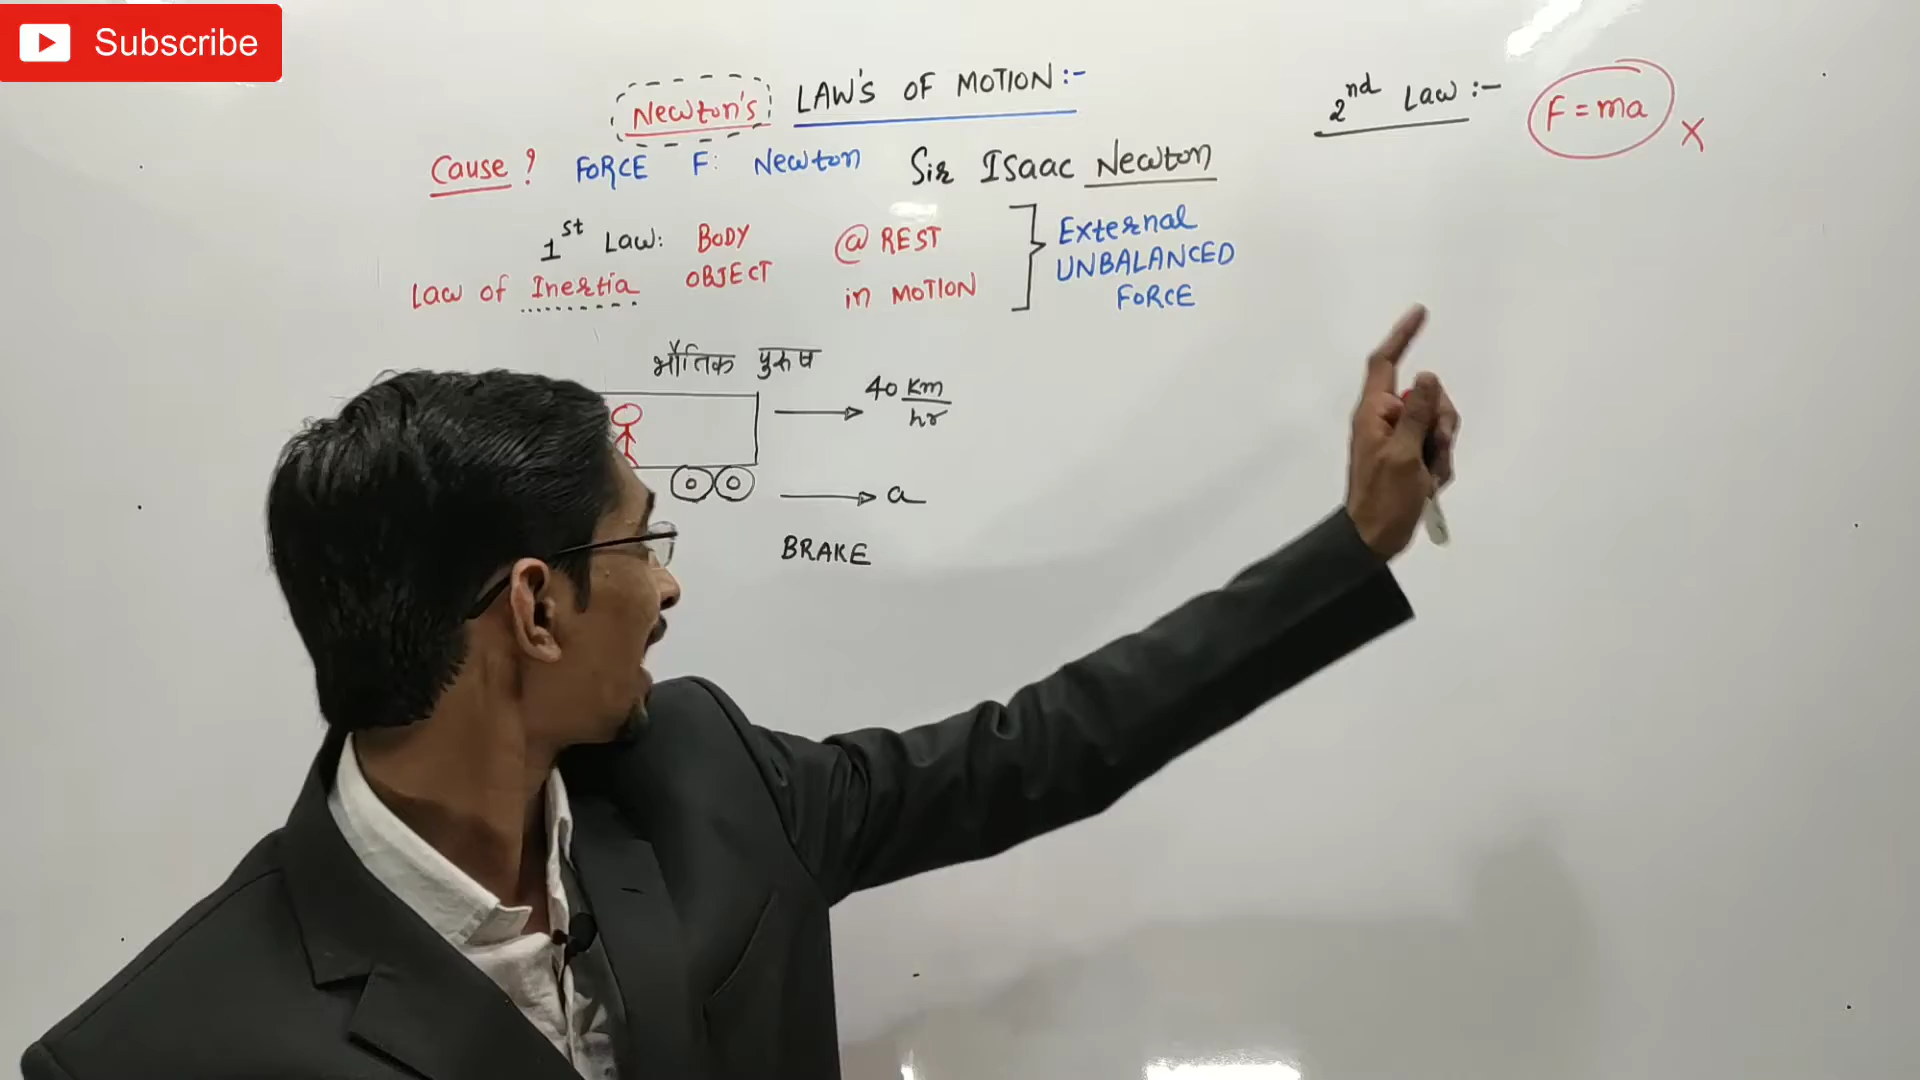 Subscribe
Newton's LAW'S OF MOTION:-
Cause? FORCE F: Newton Sir Isaac Newton
1st Law: BODY @ REST External
OBJECT UNBALANCED
Law of Inertia in MOTION FORCE
भौतिक पुरुष
40 km/hr
a
BRAKE
2nd Law:- F=ma X